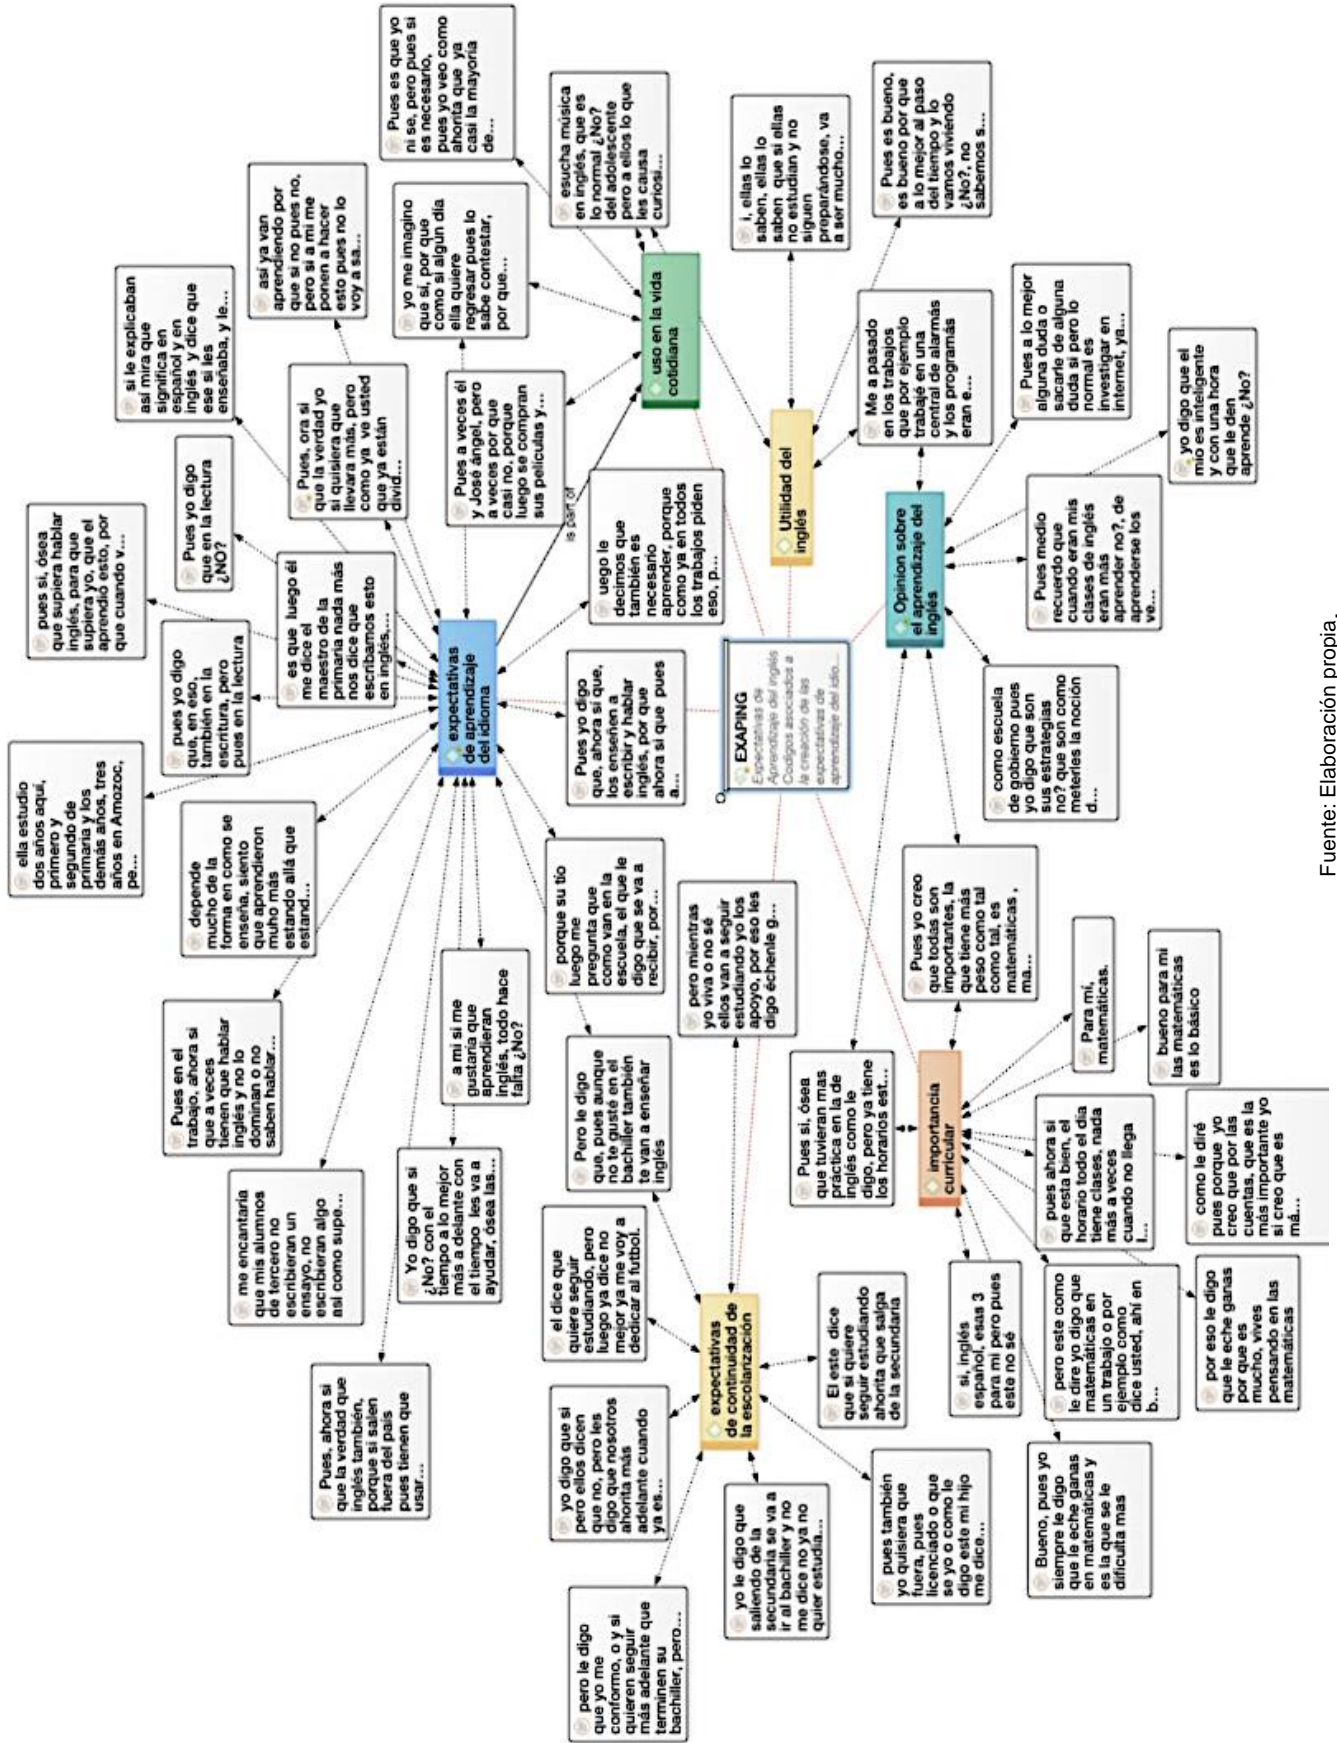 ella estudio
dos años aquí,
primero y
segundo de
primaria y los
demás años, tres
años en Amozoc,
pe...
pues si, ósea
que supiera hablar
inglés, para que
supiera yo, que el
aprendió esto, por
que cuando v...
Pues en el
trabajo, ahora si
que a veces
tienen que hablar
inglés y no lo
dominan o no
saben hablar...
pues yo digo
que, en eso,
también en la
escritura, pero
pues en la lectura
Pues yo digo
que en la lectura
¿NO?
si le explicaban
así mira que
significa en
español y en
inglés y dice que
ese si les
enseñaba, y le...
depende
mucho de la
forma en como se
enseña, siento
que aprendieron
muho más
estando allá que
estand...
me encantaría
que mis alumnos
de tercero no
escribieran un
ensayo, no
escribieran algo
así como supe...
es que luego él
me dice el
maestro de la
primaria nada más
nos dice que
escribamos esto
en inglés,...
Pues, ora si
que la verdad yo
si quisiera que
llevara más, pero
como ya ve usted
que ya están
divid...
así ya van
aprendiendo por
que si no pues no,
pero si a mi me
ponen a hacer
esto pues no lo
voy a sa...
Pues, ahora si
que la verdad que
inglés también,
porque si salen
fuera del país
pues tienen que
usar...
Yo digo que si
¿No? con el
tiempo a lo mejor
más a delante con
el tiempo les va a
ayudar, ósea las...
a mi si me
gustaría que
aprendieran
inglés, todo hace
falta ¿No?
expectativas
de aprendizaje
del idioma
Pues a veces él
y José ángel, pero
a veces por que
casi no, porque
luego se compran
sus películas y...
yo me imagino
que sí, por que
como si algún día
ella quiere
regresar pues lo
sabe contestar,
por que...
Pues es que yo
ni se, pero pues si
es necesario,
pues yo veo como
ahorita que ya
casi la mayoría
de...
is part of
el dice que
quiere seguir
estudiando, pero
luego ya dice no
mejor ya me voy a
dedicar al futbol.
Pero le digo
que, pues aunque
no te gusté en el
bachiller también
te van a enseñar
inglés
porque su tío
luego me
pregunta que
como van en la
escuela, el que le
digo que se va a
recibir, por...
Pues yo digo
que, ahora si que,
los enseñen a
escribir y hablar
inglés, por que
ahora si que pues
a...
uego le
decimos que
también es
necesario
aprender, porque
como ya en todos
los trabajos piden
eso, p...
esucha música
en inglés, que es
lo normal ¿No?
del adolescente
pero a ellos lo que
les causa
curiosi...
pero le digo
que yo me
conformo, o y si
quieren seguir
más adelante que
terminen su
bachiller, pero...
yo digo que si
pero ellos dicen
que no, pero les
digo que nosotros
ahorita más
adelante cuando
ya es...
uso en la vida
cotidiana
pero mientras
yo viva o no sé
ellos van a seguir
estudiando yo los
apoyo, por eso les
digo échenle g...
expectativas
de continuidad de
la escolarización
EXAPING
Expectativas de
Aprendizaje del inglés
Codigos asociados a
la creación de las
expectativas de
aprendizaje del idio...
yo le digo que
saliendo de la
secundaria se va a
ir al bachiller y no
me dice no ya no
quier estudia...
i, ellas lo
saben, ellas lo
saben que si ellas
no estudian y no
siguen
preparándose, va
a ser mucho...
Utilidad del
inglés
El este dice
que si quiere
seguir estudiando
ahorita que salga
de la secundaria
Pues si, ósea
que tuvieran mas
práctica en la de
inglés como le
digo, pero ya tiene
los horarios est...
Me a pasado
en los trabajos
que por ejemplo
trabajé en una
central de alarmás
y los programás
eran e...
Pues es bueno,
es bueno por que
a lo mejor al paso
del tiempo y lo
vamos viviendo
¿No?, no
sabemos s...
pues también
yo quisiera que
fuera, pues
licenciado o que
se yo o como le
digo este mi hijo
me dice...
Opinion sobre
el aprendizaje del
inglés
importancia
curricular
Pues yo creo
que todas son
importantes, la
que tiene más
peso como tal
como tal, es
matemáticas ,
ma...
si, inglés
español, esas 3
para mi pero pues
este no sé
como escuela
de gobierno pues
yo digo que son
sus estrategias
no? que son como
meterles la noción
d...
Pues a lo mejor
alguna duda o
sacarle de alguna
duda si pero lo
normal es
investigar en
internet, ya...
Bueno, pues yo
siempre le digo
que le eche ganas
en matemáticas y
es la que se le
dificulta mas
pero este como
le dire yo digo que
matemáticas en
un trabajo o por
ejemplo como
dice usted, ahí en
b...
pues ahora si
que esta bien, el
horario todo el dia
tiene clases, nada
más a veces
cuando no llega
l...
Para mí,
matemáticas.
Pues medio
recuerdo que
cuando eran mis
clases de inglés
eran más
aprender no?, de
aprenderse los
ve...
bueno para mi
las matemáticas
es lo básico
yo digo que el
mio es inteligente
y con una hora
que le den
aprende ¿No?
por eso le digo
que le eche ganas
por que es
mucho, vives
pensando en las
matemáticas
como le diré
pues porque yo
creo que por las
cuentas, que es la
más importante yo
si creo que es
má...
Fuente: Elaboración propia.